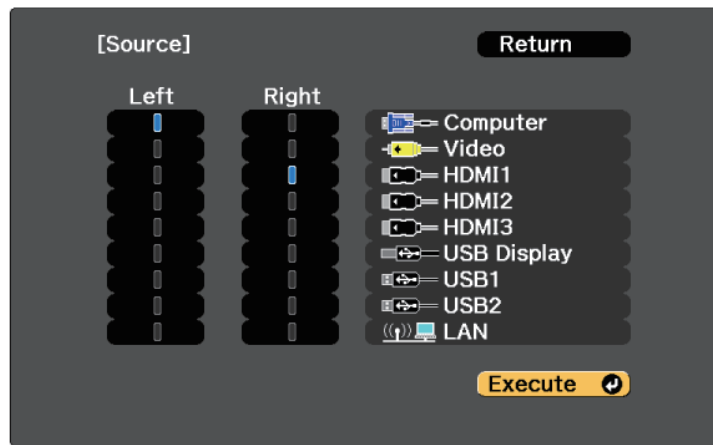 [Source]
Return
Left
Right
Computer
Video
HDMI1
HDMI2
HDMI3
USB Display
USB1
USB2
LAN
Execute